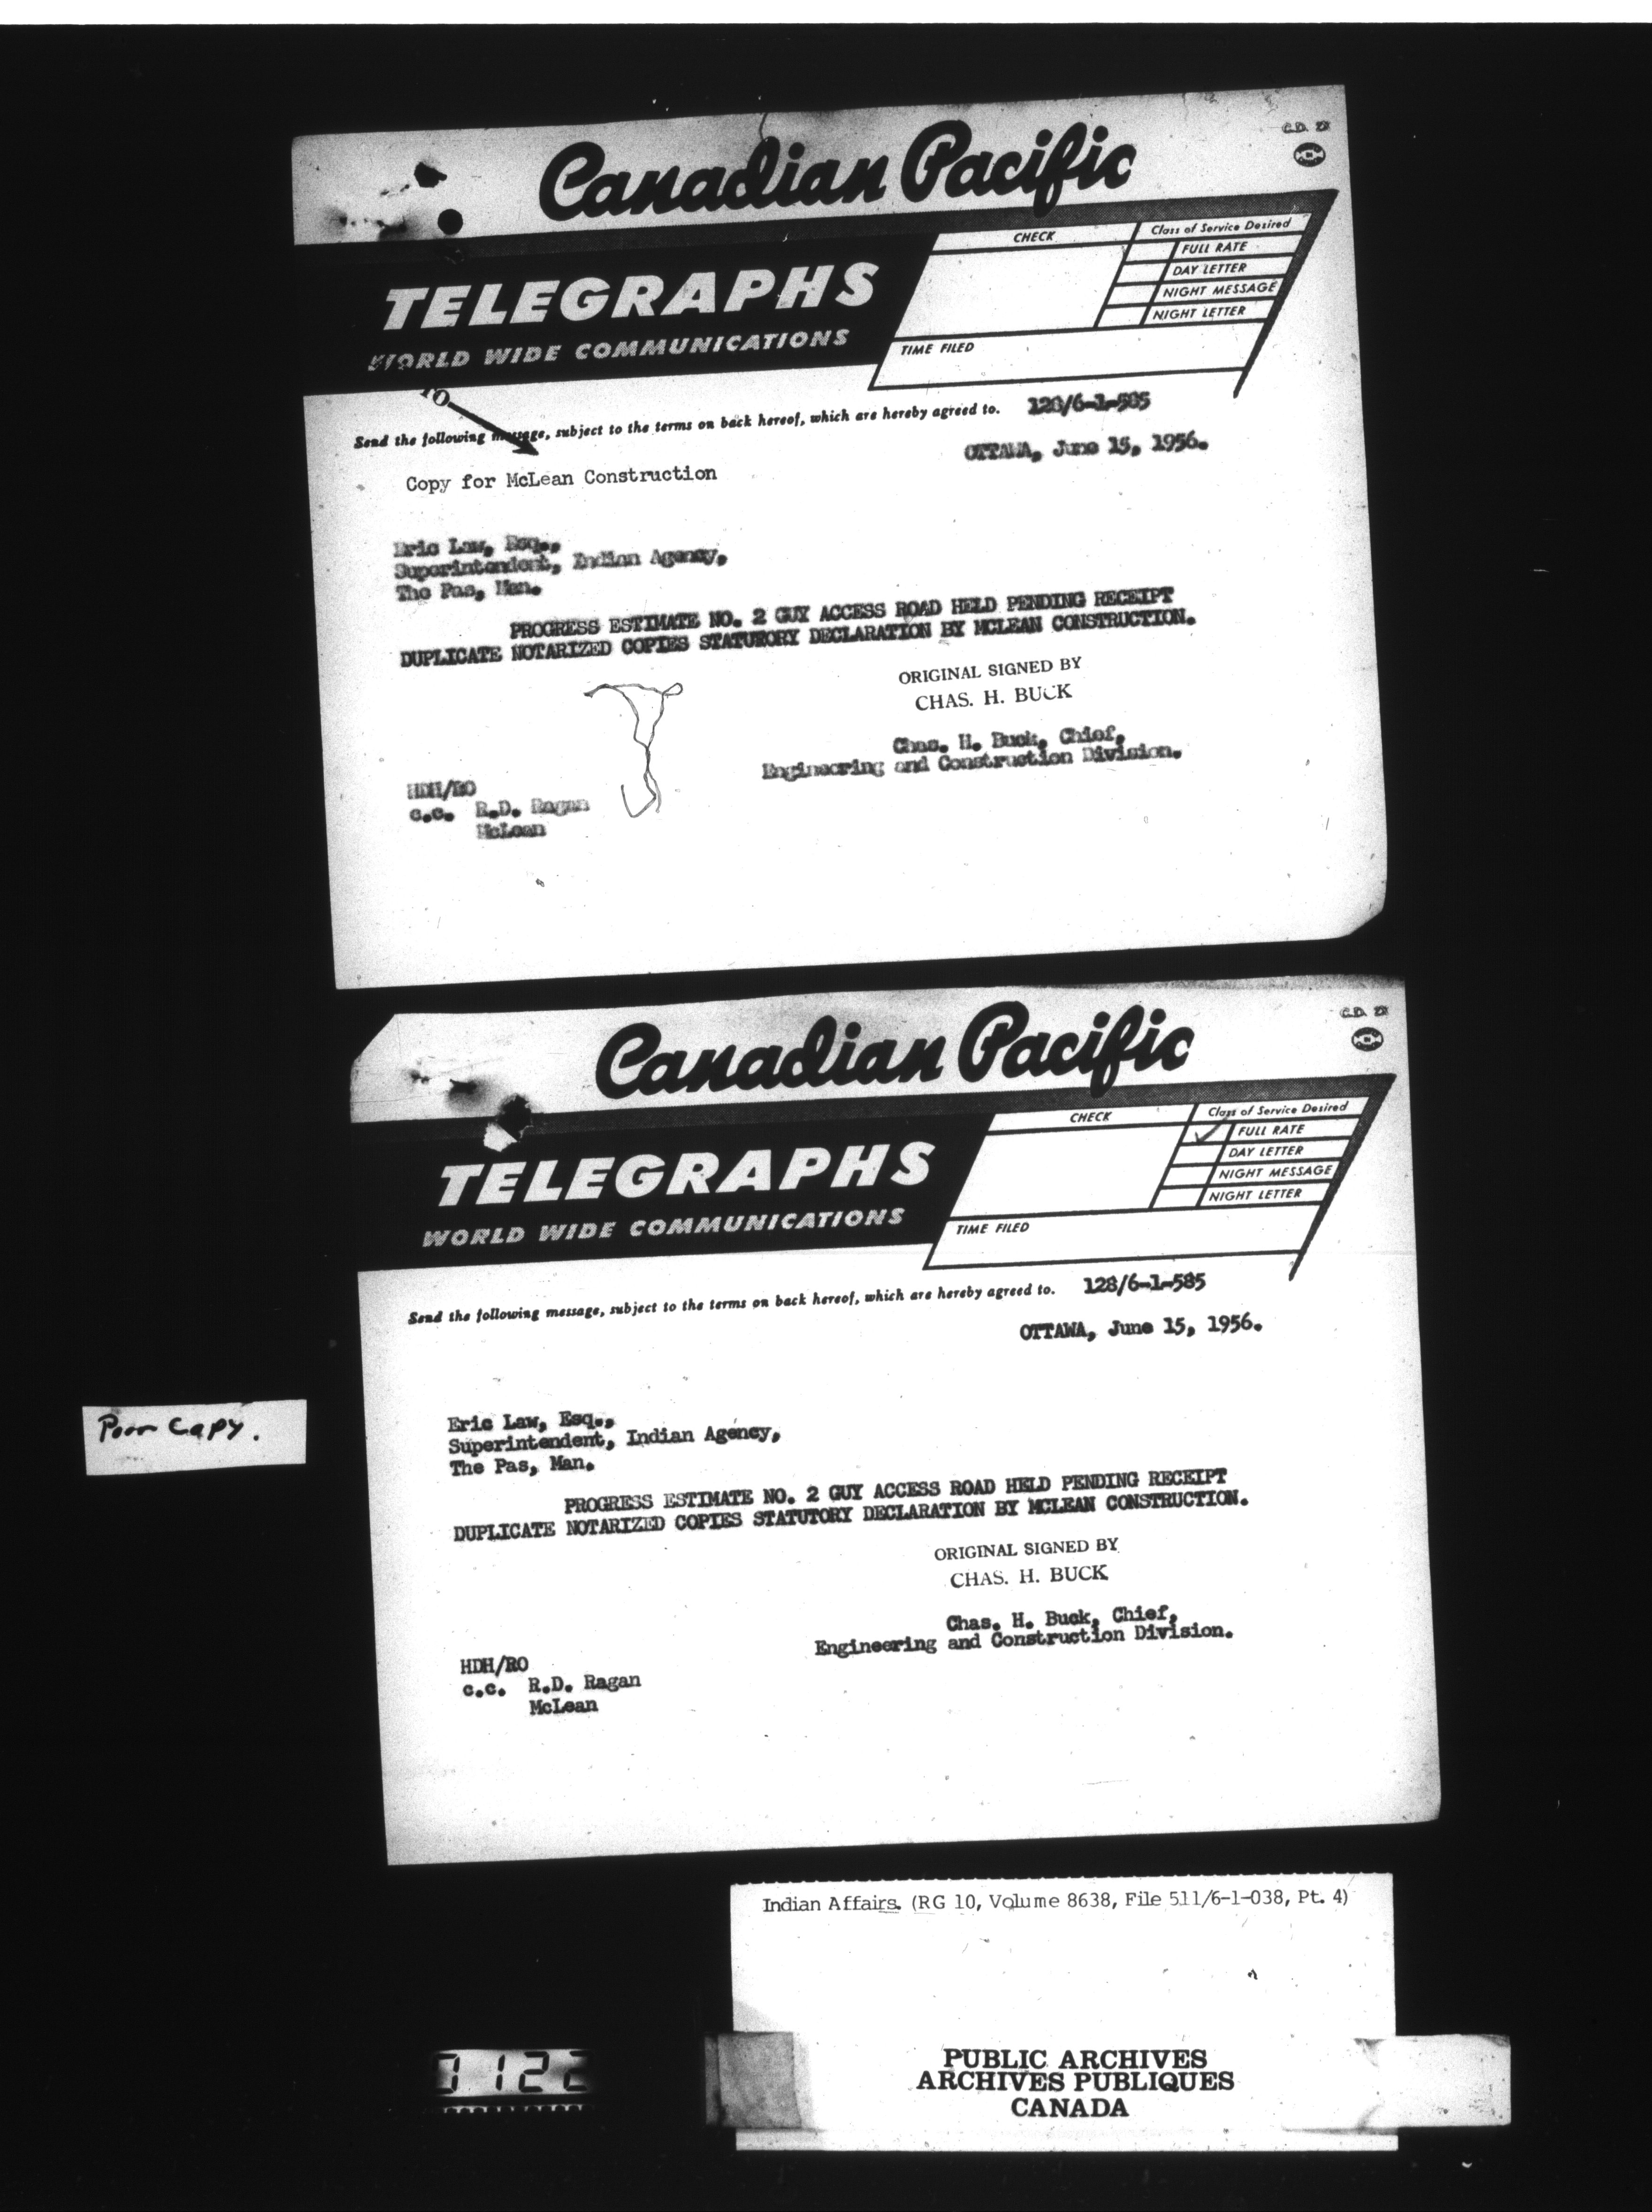 Canadian Pacific
C.D. 2X
TELEGRAPHS
WORLD WIDE COMMUNICATIONS
CHECK
Class of Service Desired
FULL RATE
DAY LETTER
NIGHT MESSAGE
NIGHT LETTER
TIME FILED
TO
Send the following message, subject to the terms on back hereof, which are hereby agreed to. 128/6-1-585
OTTAWA, June 15, 1956.
Copy for McLean Construction
Eric Law, Esq.,
Superintendent, Indian Agency,
The Pas, Man.
PROGRESS ESTIMATE NO. 2 GUY ACCESS ROAD HELD PENDING RECEIPT
DUPLICATE NOTARIZED COPIES STATUTORY DECLARATION BY MCLEAN CONSTRUCTION.
ORIGINAL SIGNED BY
CHAS. H. BUCK
Chas. H. Buck, Chief,
Engineering and Construction Division.
HDH/RO
c.c. R.D. Ragan
McLean
Canadian Pacific
C.D. 2X
TELEGRAPHS
WORLD WIDE COMMUNICATIONS
CHECK
Class of Service Desired
FULL RATE
DAY LETTER
NIGHT MESSAGE
NIGHT LETTER
TIME FILED
Send the following message, subject to the terms on back hereof, which are hereby agreed to. 128/6-1-585
OTTAWA, June 15, 1956.
Poor Copy.
Eric Law, Esq.,
Superintendent, Indian Agency,
The Pas, Man.
PROGRESS ESTIMATE NO. 2 GUY ACCESS ROAD HELD PENDING RECEIPT
DUPLICATE NOTARIZED COPIES STATUTORY DECLARATION BY MCLEAN CONSTRUCTION.
ORIGINAL SIGNED BY
CHAS. H. BUCK
Chas. H. Buck, Chief,
Engineering and Construction Division.
HDH/RO
c.c. R.D. Ragan
McLean
Indian Affairs. (RG 10, Volume 8638, File 511/6-1-038, Pt. 4)
0122
PUBLIC ARCHIVES
ARCHIVES PUBLIQUES
CANADA